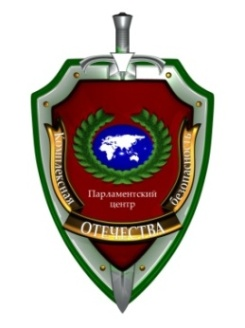 Комплексная
безопасность
Парламентский
центр
ОТЕЧЕСТВА